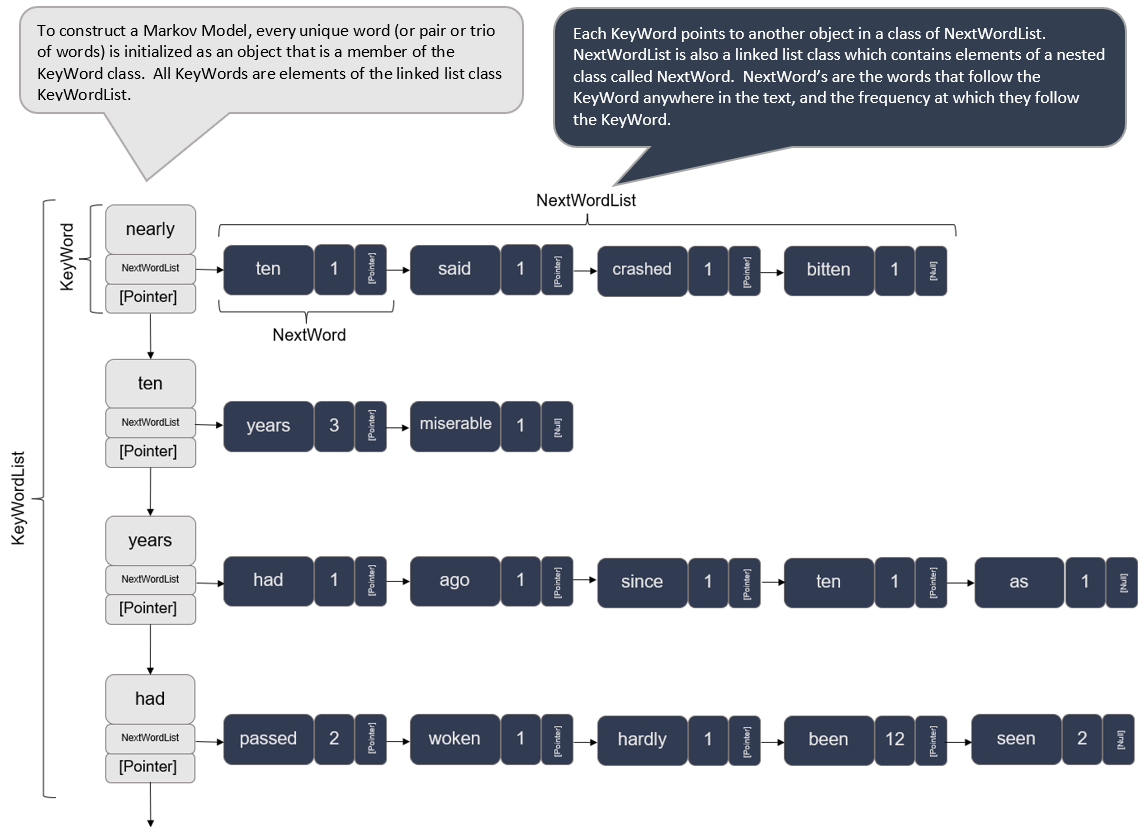 To construct a Markov Model, every unique word (or pair or trio
of words) is initialized as an object that is a member of the
KeyWord class.  All KeyWords are elements of the linked list class
KeyWordList.
Each KeyWord points to another object in a class of NextWordList.
NextWordList is also a linked list class which contains elements of a nested
class called NextWord.  NextWord's are the words that follow the
KeyWord anywhere in the text, and the frequency at which they follow
the KeyWord.
KeyWordList
KeyWord
NextWordList
nearly
NextWordList
[Pointer]
ten 1 [Pointer]
said 1 [Pointer]
crashed 1 [Pointer]
bitten 1 [Null]
NextWord
ten
NextWordList
[Pointer]
years 3 [Pointer]
miserable 1 [Null]
years
NextWordList
[Pointer]
had 1 [Pointer]
ago 1 [Pointer]
since 1 [Pointer]
ten 1 [Pointer]
as 1 [Null]
had
NextWordList
[Pointer]
passed 2 [Pointer]
woken 1 [Pointer]
hardly 1 [Pointer]
been 12 [Pointer]
seen 2 [Null]